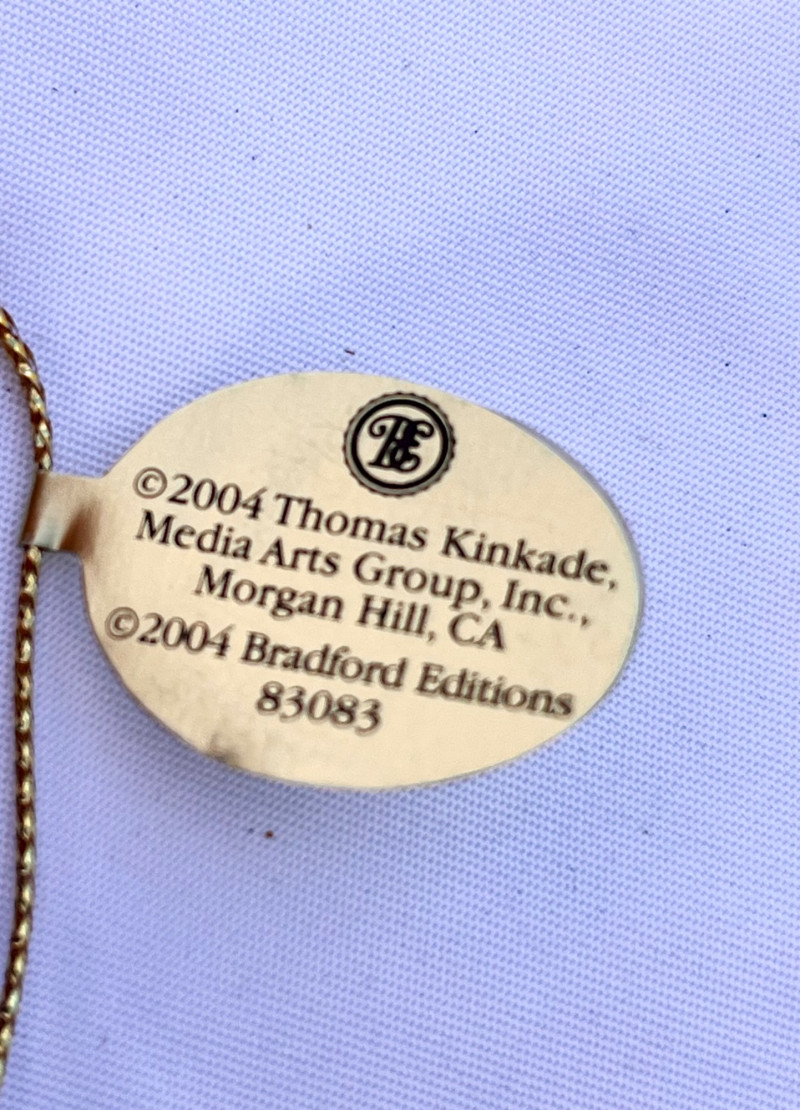 ©2004 Thomas Kinkade,
Media Arts Group, Inc.,
Morgan Hill, CA
©2004 Bradford Editions
83083